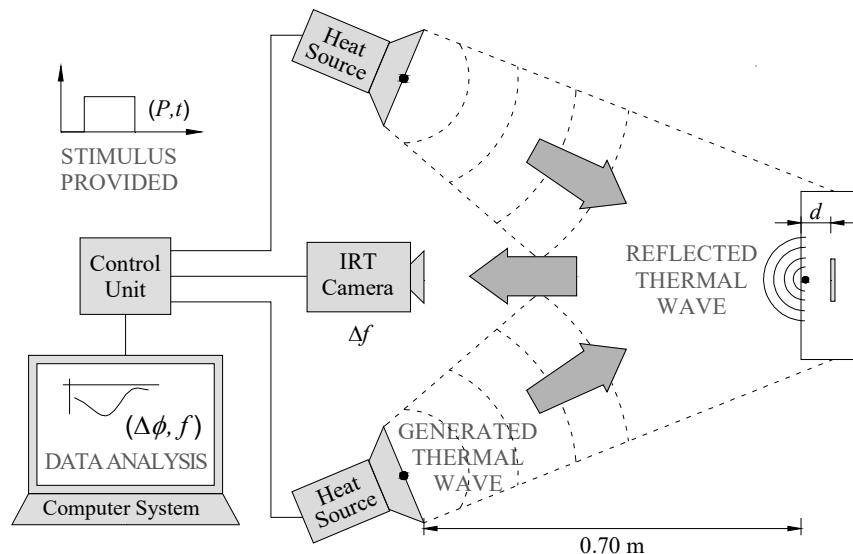 Heat
Source
(P,t)
STIMULUS
PROVIDED
d
Control
Unit
IRT
Camera
Δf
REFLECTED
THERMAL
WAVE
(Δϕ, f)
DATA ANALYSIS
Computer System
GENERATED
THERMAL
WAVE
Heat
Source
0.70 m